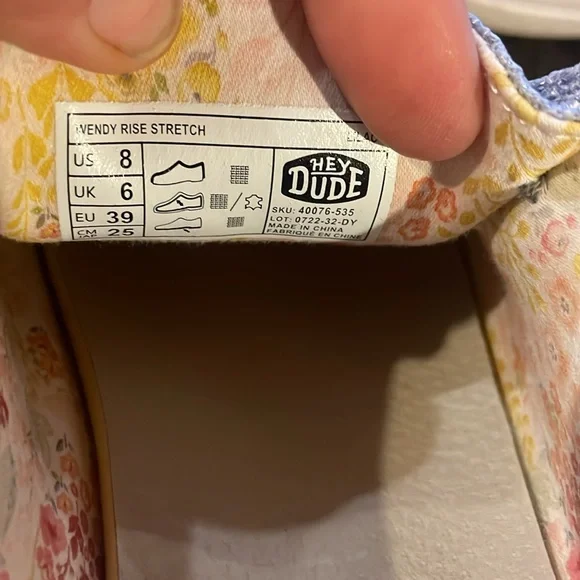 WENDY RISE STRETCH LILAC
US 8
UK 6
EU 39
CM 25
HEY
DUDE
SKU: 40076-535
LOT: 0722-32-DY
MADE IN CHINA
FABRIQUÉ EN CHINE